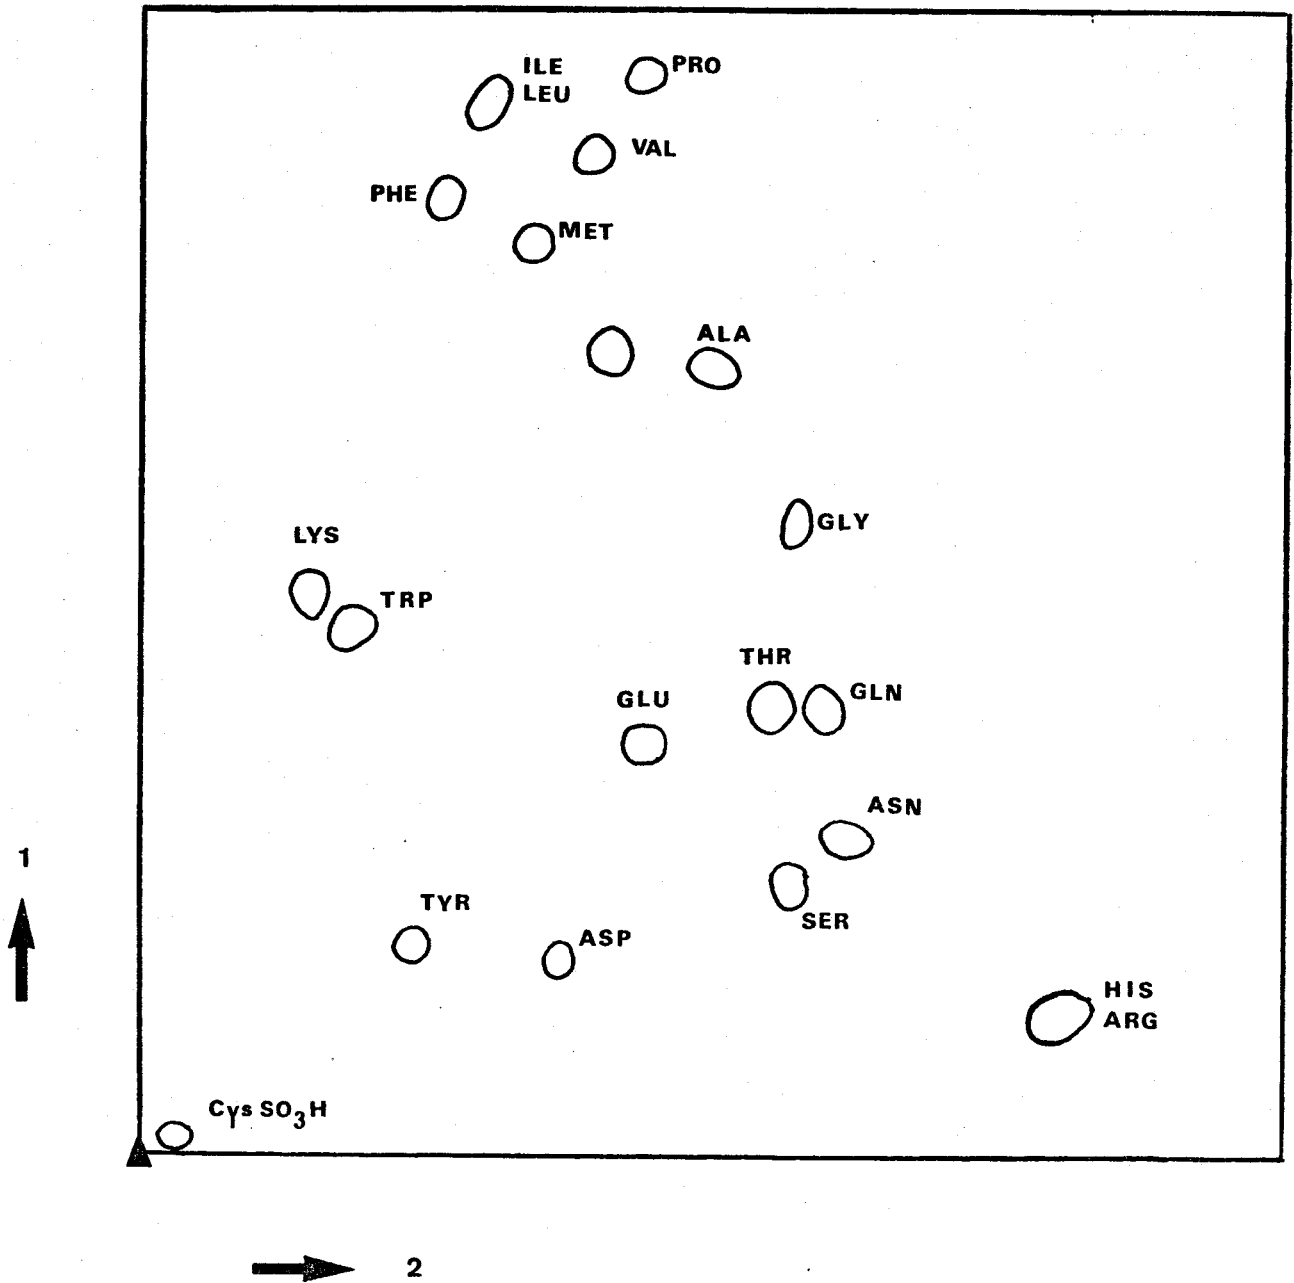 ILE
LEU
PRO
VAL
PHE
MET
ALA
GLY
LYS
TRP
THR
GLU
GLN
ASN
1
TYR
SER
ASP
HIS
ARG
Cys SO3H
2